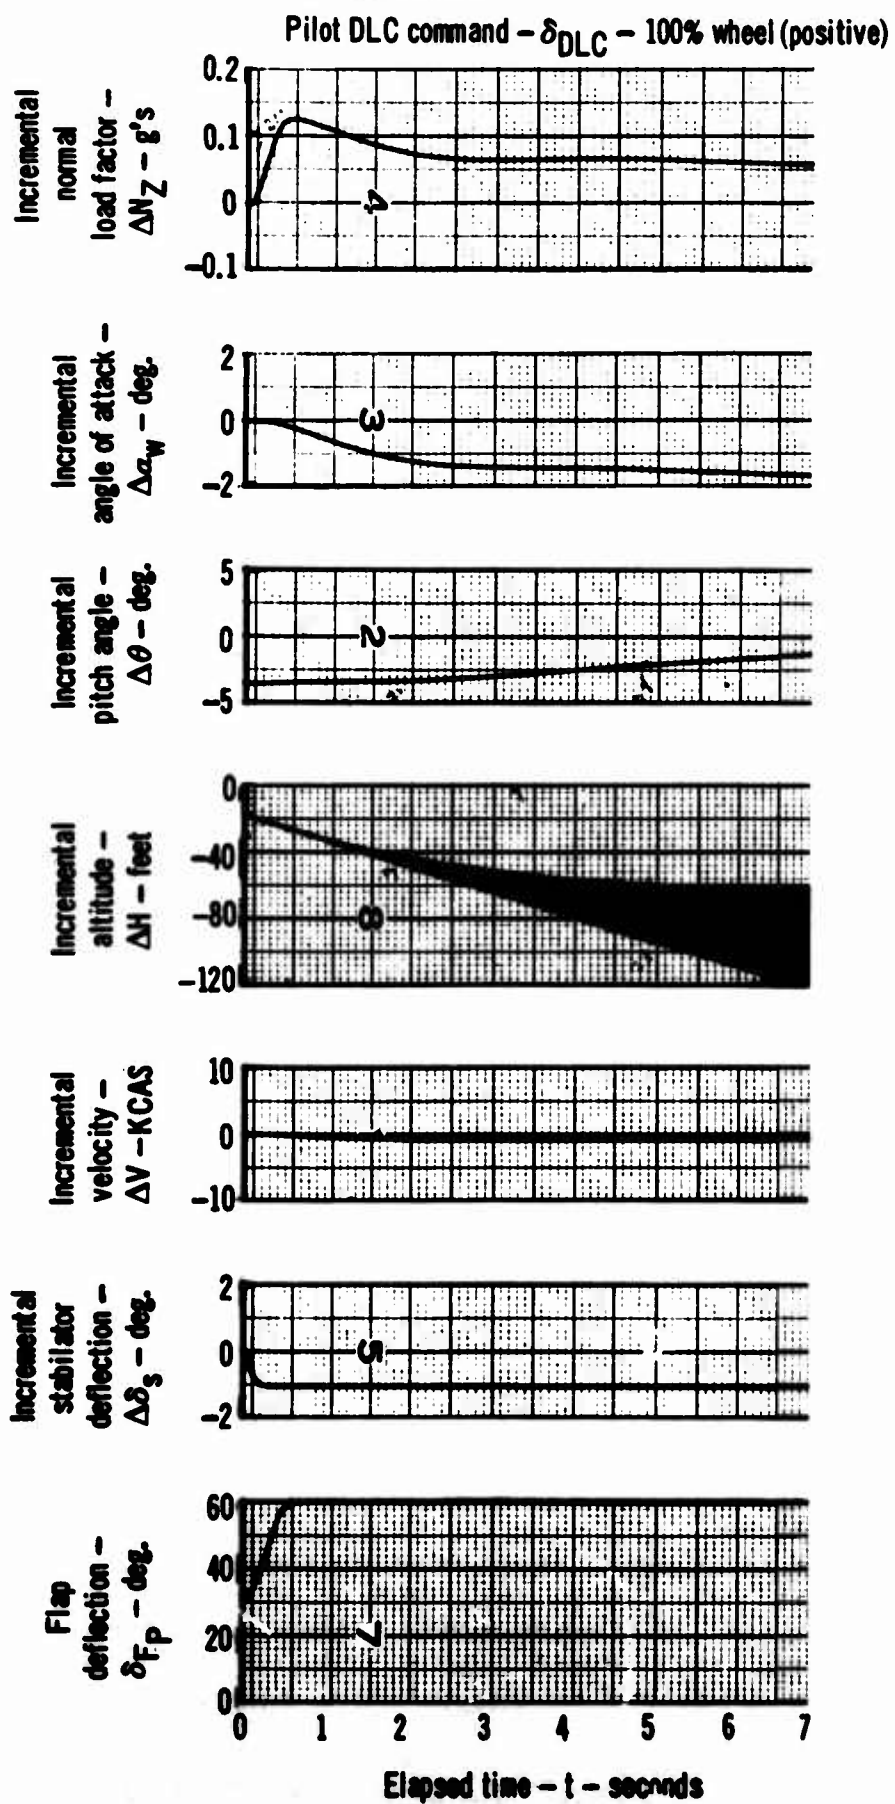 Pilot DLC command – δDLC – 100% wheel (positive)
Incremental
normal
load factor –
ΔNZ – g's
0.2
0.1
0
–0.1
4
Incremental
angle of attack –
Δαw – deg.
2
0
–2
3
Incremental
pitch angle –
Δθ – deg.
5
0
–5
2
Incremental
altitude –
ΔH – feet
0
–40
–80
–120
8
Incremental
velocity –
ΔV – KCAS
10
0
–10
Incremental
stabilator
deflection –
Δδs – deg.
2
0
–2
5
Flap
deflection –
δFp – deg.
60
40
20
0
7
0 1 2 3 4 5 6 7
Elapsed time – t – seconds